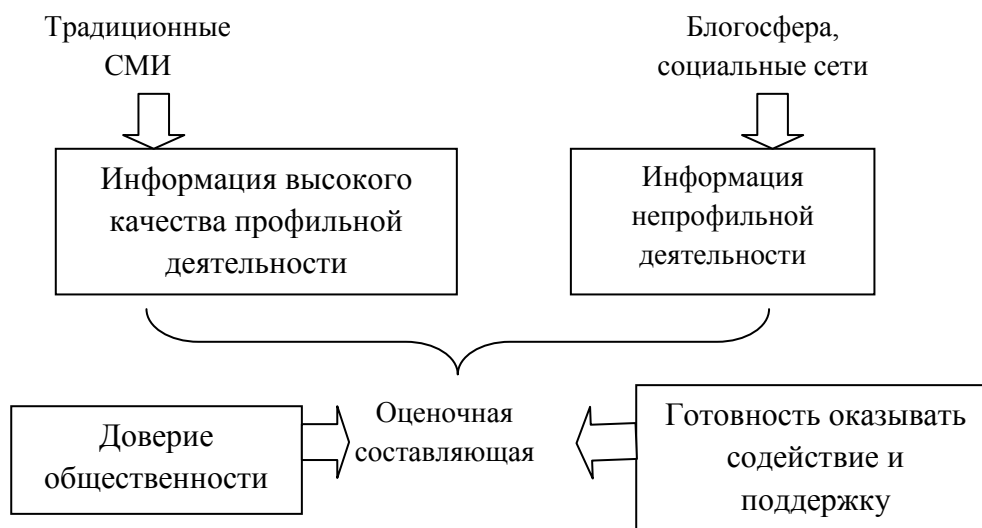 Традиционные
СМИ
Блогосфера,
социальные сети
Информация высокого
качества профильной
деятельности
Информация
непрофильной
деятельности
Доверие
общественности
Оценочная
составляющая
Готовность оказывать
содействие и
поддержку